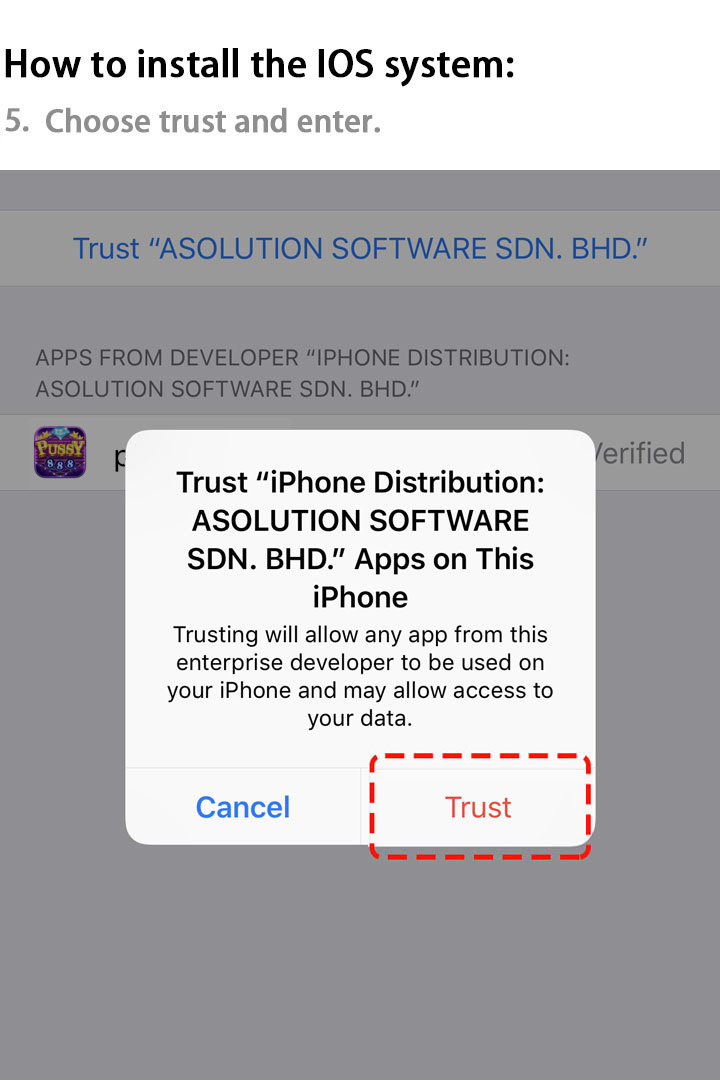 How to install the IOS system:
5. Choose trust and enter.
Trust “ASOLUTION SOFTWARE SDN. BHD.”
APPS FROM DEVELOPER “IPHONE DISTRIBUTION:
ASOLUTION SOFTWARE SDN. BHD.”
PUSSY
888
Verified
Trust “iPhone Distribution:
ASOLUTION SOFTWARE
SDN. BHD.” Apps on This
iPhone
Trusting will allow any app from this
enterprise developer to be used on
your iPhone and may allow access to
your data.
Cancel
Trust